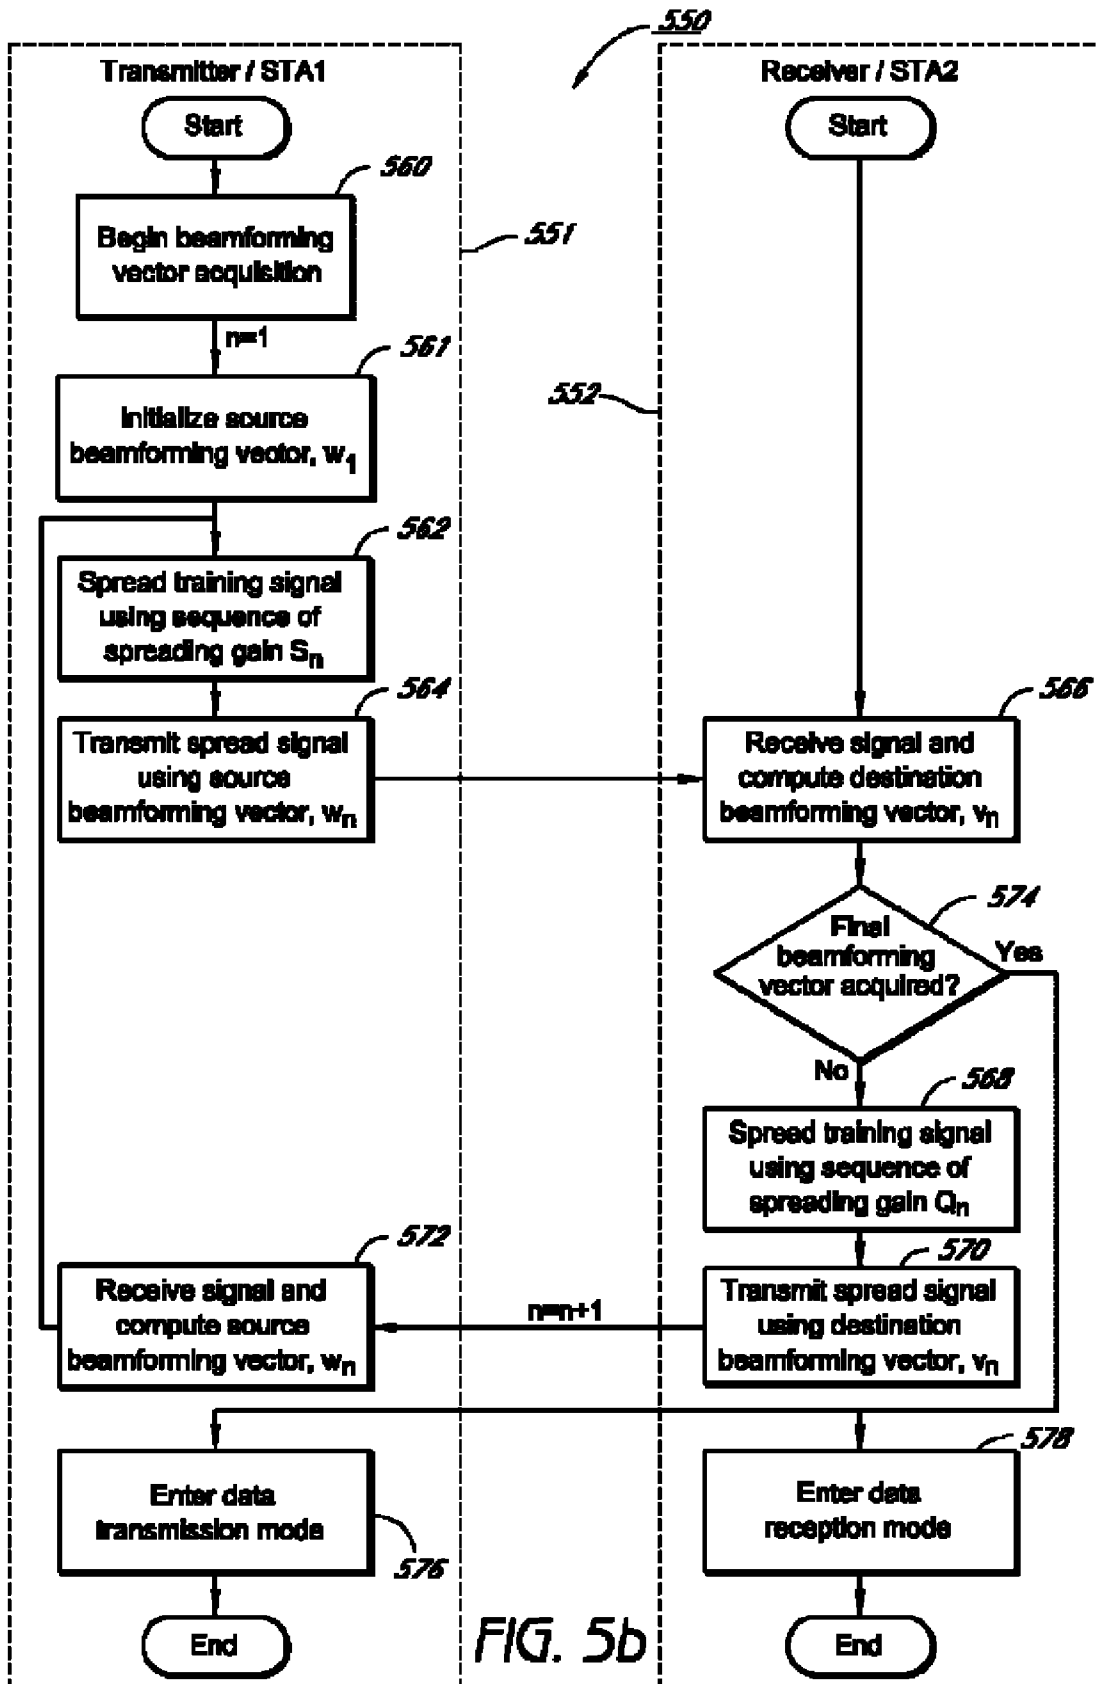 550
Transmitter / STA1
Receiver / STA2
Start
Start
560
Begin beamforming
vector acquisition
551
n=1
561
552
Initialize source
beamforming vector, w1
562
Spread training signal
using sequence of
spreading gain Sn
564
566
Transmit spread signal
using source
beamforming vector, wn
Receive signal and
compute destination
beamforming vector, vn
574
Final
beamforming
vector acquired?
Yes
No
568
Spread training signal
using sequence of
spreading gain Qn
572
570
Receive signal and
compute source
beamforming vector, wn
n=n+1
Transmit spread signal
using destination
beamforming vector, vn
578
Enter data
transmission mode
576
Enter data
reception mode
End
FIG. 5b
End